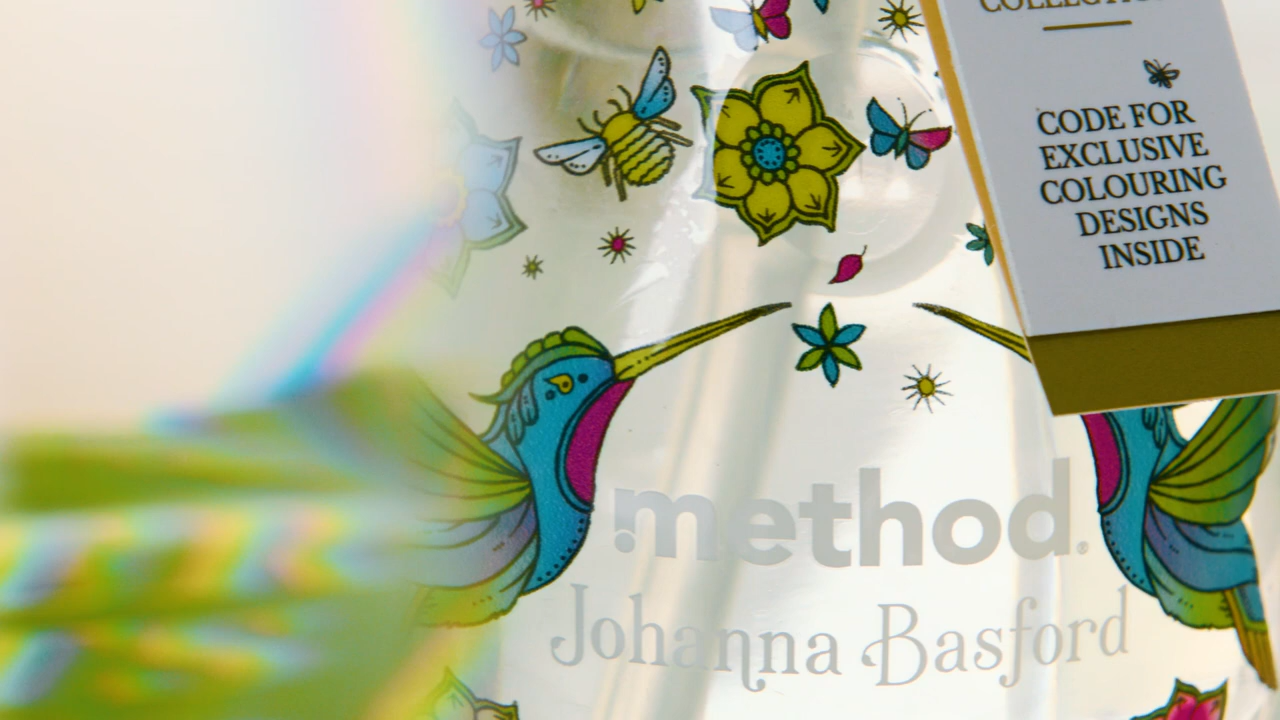 CODE FOR
EXCLUSIVE
COLOURING
DESIGNS
INSIDE
method®
Johanna Basford